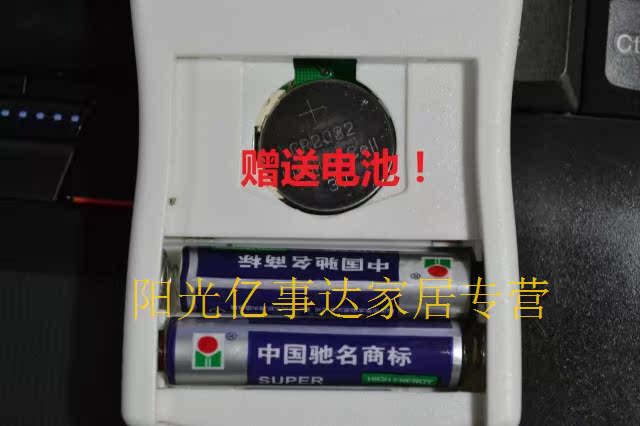 Ct
CR2032
赠送电池！
中国驰名商标
阳光亿事达家居专营
中国驰名商标
SUPER
HIGH ENERGY